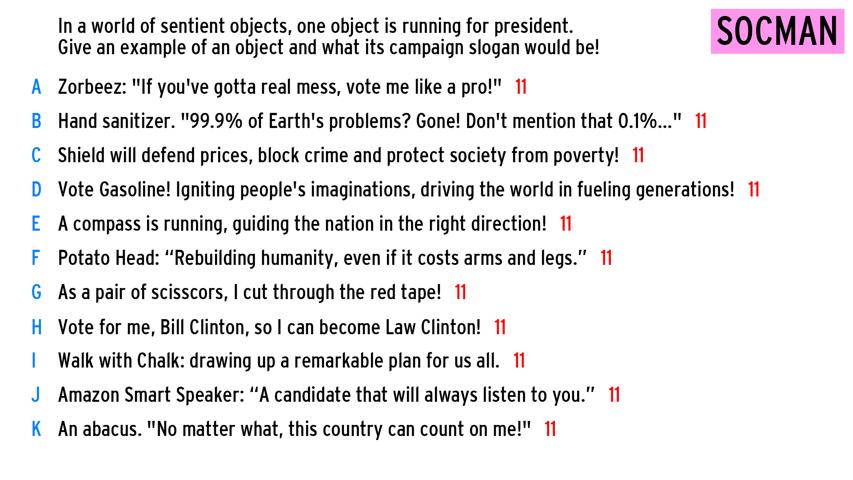 In a world of sentient objects, one object is running for president.
Give an example of an object and what its campaign slogan would be!
SOCMAN
A Zorbeez: "If you've gotta real mess, vote me like a pro!" 11
B Hand sanitizer. "99.9% of Earth's problems? Gone! Don't mention that 0.1%..." 11
C Shield will defend prices, block crime and protect society from poverty! 11
D Vote Gasoline! Igniting people's imaginations, driving the world in fueling generations! 11
E A compass is running, guiding the nation in the right direction! 11
F Potato Head: “Rebuilding humanity, even if it costs arms and legs.” 11
G As a pair of scisscors, I cut through the red tape! 11
H Vote for me, Bill Clinton, so I can become Law Clinton! 11
I Walk with Chalk: drawing up a remarkable plan for us all. 11
J Amazon Smart Speaker: “A candidate that will always listen to you.” 11
K An abacus. "No matter what, this country can count on me!" 11